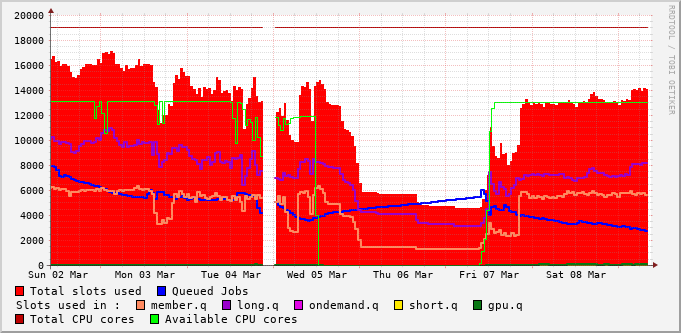 20000
18000
16000
14000
12000
10000
8000
6000
4000
2000
0
Sun 02 Mar Mon 03 Mar Tue 04 Mar Wed 05 Mar Thu 06 Mar Fri 07 Mar Sat 08 Mar
Total slots used Queued Jobs
Slots used in : member.q long.q ondemand.q short.q gpu.q
Total CPU cores Available CPU cores
RRDTOOL / TOBI OETIKER